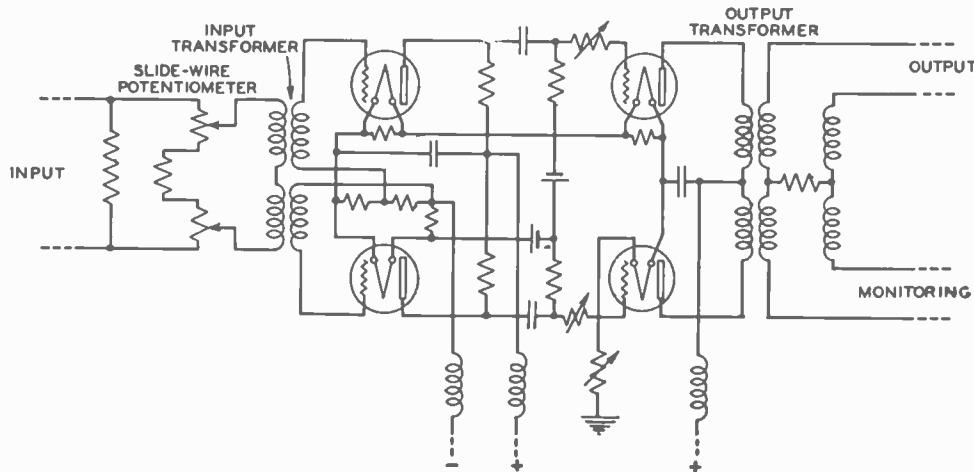 INPUT
TRANSFORMER
SLIDE-WIRE
POTENTIOMETER
OUTPUT
TRANSFORMER
OUTPUT
INPUT
MONITORING
- + +